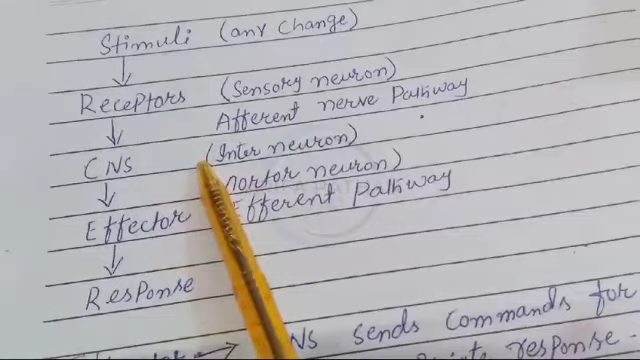 Stimuli (any change)
↓
Receptors (Sensory neuron)
↓ Afferent nerve Pathway
CNS (Inter neuron)
↓ mortor neuron)
Effector Efferent Pathway
↓
Response
NS sends commands for
response-